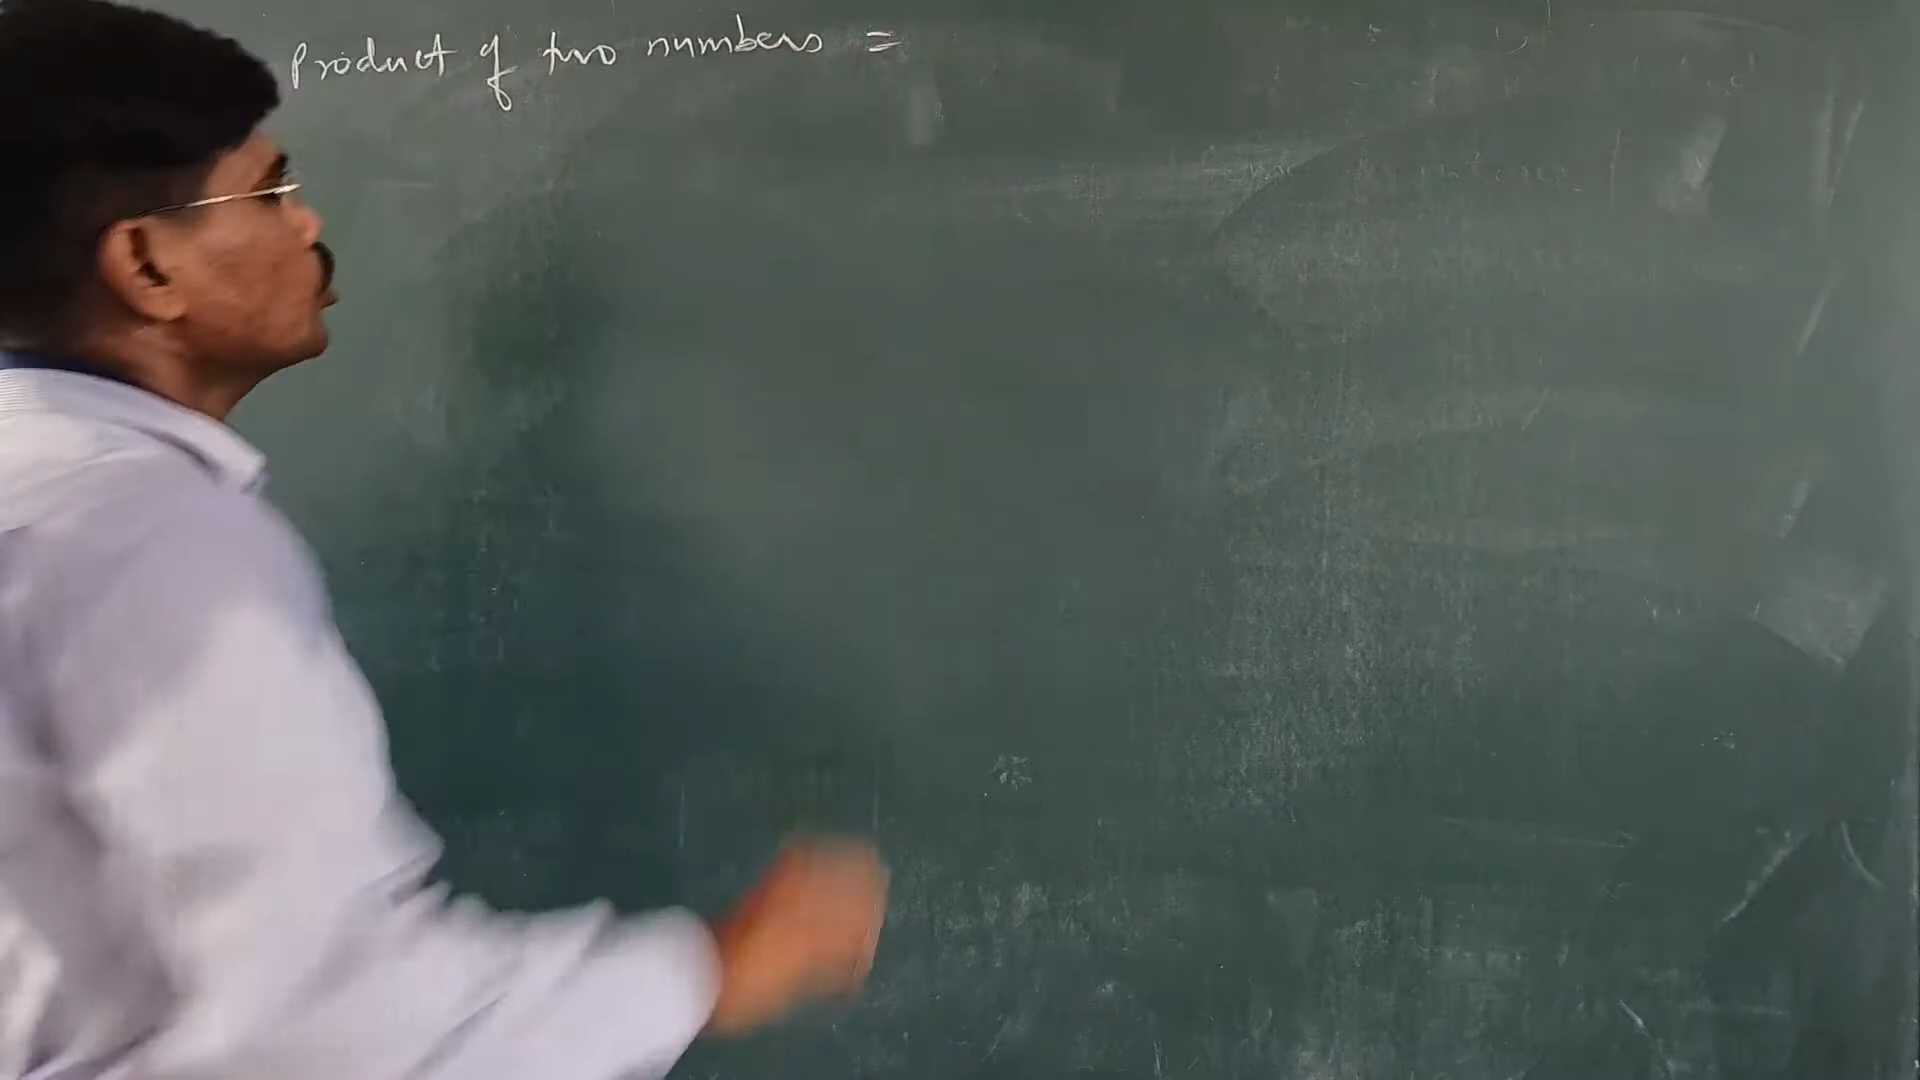 Product of two numbers =